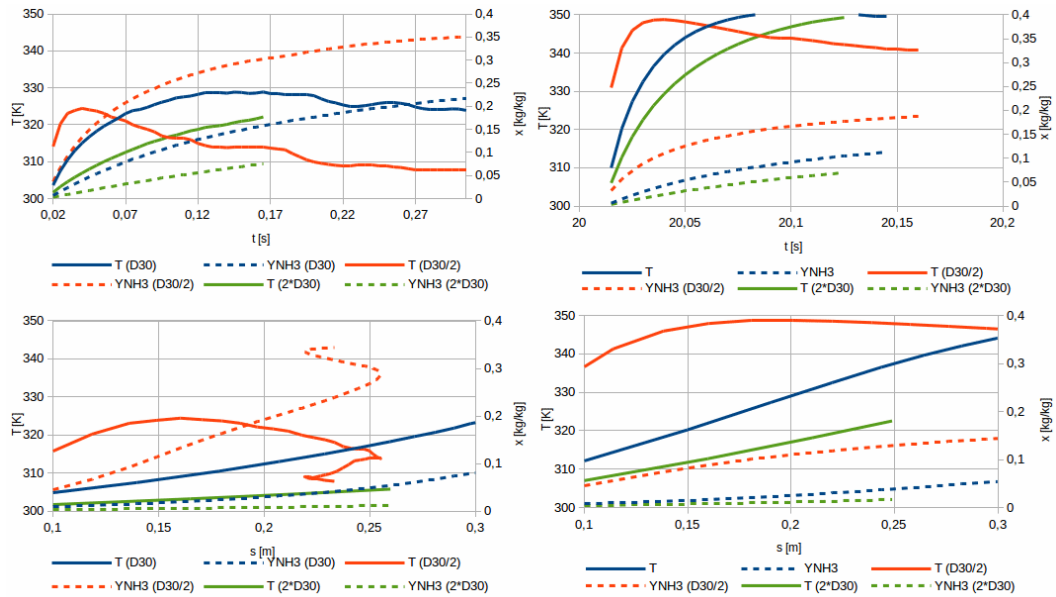 350
340
330
320
310
300
T [K]
0,4
0,35
0,3
0,25
0,2
0,15
0,1
0,05
0
x [kg/kg]
0,02 0,07 0,12 0,17 0,22 0,27
t [s]
T (D30) YNH3 (D30) T (D30/2)
YNH3 (D30/2) T (2*D30) YNH3 (2*D30)
350
340
330
320
310
300
T [K]
0,4
0,35
0,3
0,25
0,2
0,15
0,1
0,05
0
x [kg/kg]
20 20,05 20,1 20,15 20,2
t [s]
T YNH3 T (D30/2)
YNH3 (D30/2) T (2*D30) YNH3 (2*D30)
350
340
330
320
310
300
T [K]
0,4
0,3
0,2
0,1
0
x [kg/kg]
0,1 0,15 0,2 0,25 0,3
s [m]
T (D30) YNH3 (D30) T (D30/2)
YNH3 (D30/2) T (2*D30) YNH3 (2*D30)
350
340
330
320
310
300
T [K]
0,4
0,3
0,2
0,1
0
x [kg/kg]
0,1 0,15 0,2 0,25 0,3
s [m]
T YNH3 T (D30/2)
YNH3 (D30/2) T (2*D30) YNH3 (2*D30)